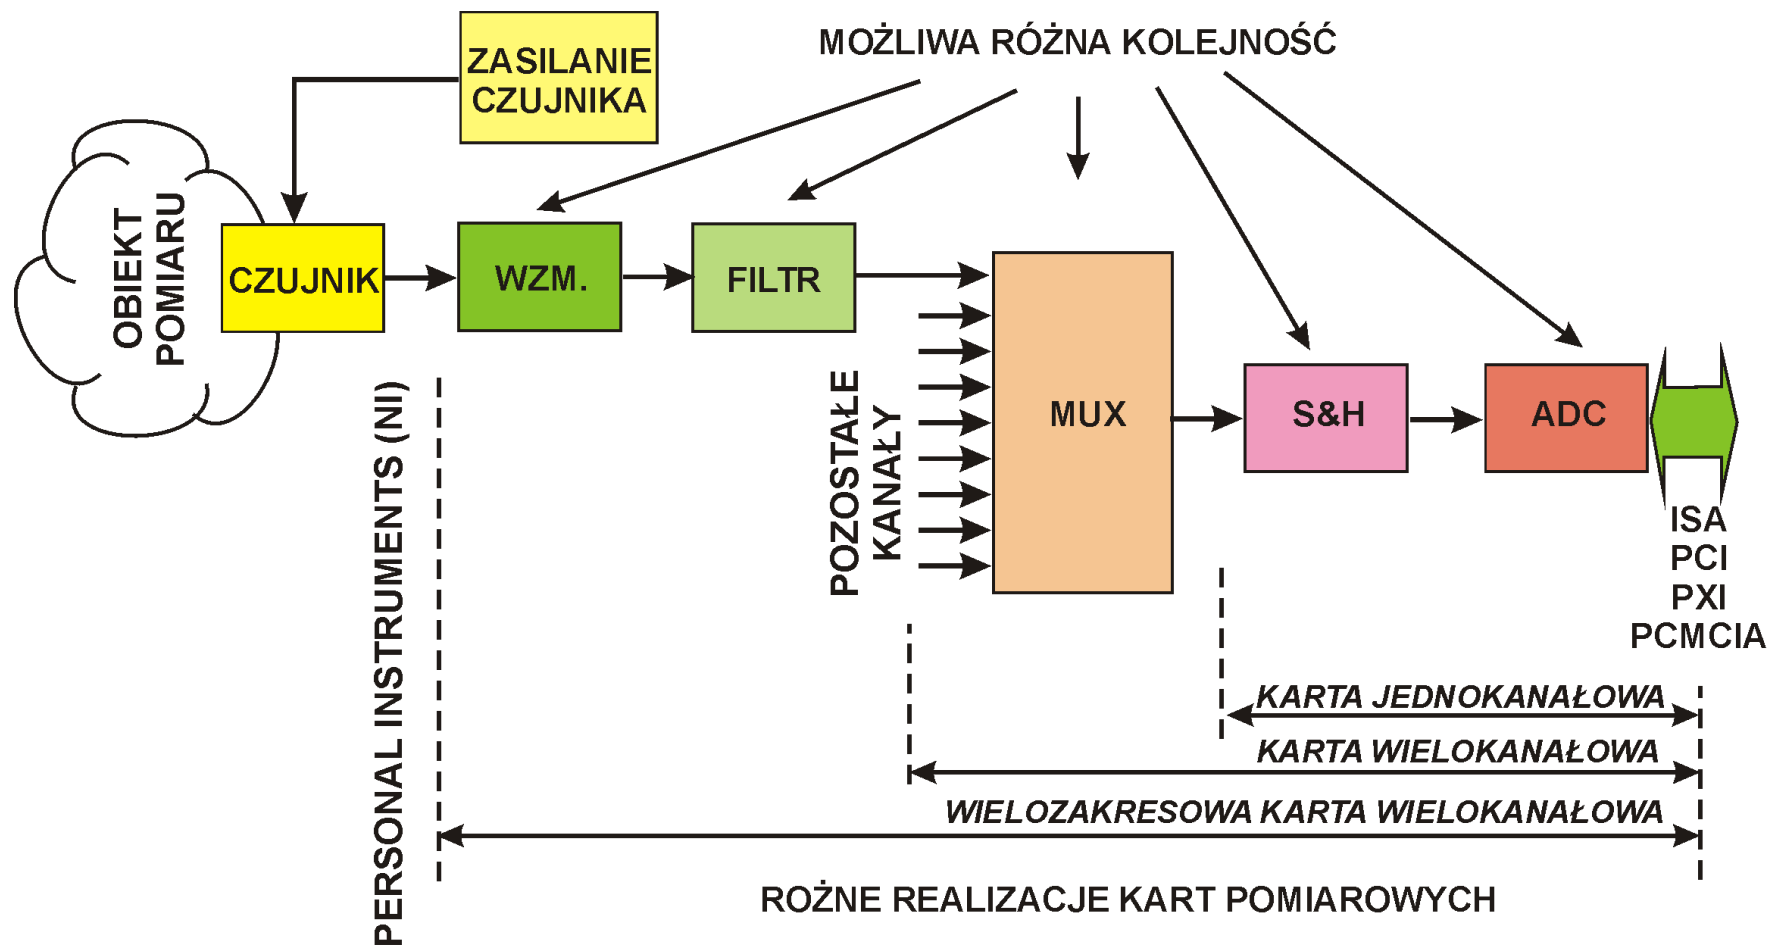 ZASILANIE
CZUJNIKA
MOŻLIWA RÓŻNA KOLEJNOŚĆ
OBIEKT
POMIARU
CZUJNIK
WZM.
FILTR
POZOSTAŁE
KANAŁY
MUX
S&H
ADC
ISA
PCI
PXI
PCMCIA
PERSONAL INSTRUMENTS (NI)
KARTA JEDNOKANAŁOWA
KARTA WIELOKANAŁOWA
WIELOZAKRESOWA KARTA WIELOKANAŁOWA
ROŻNE REALIZACJE KART POMIAROWYCH